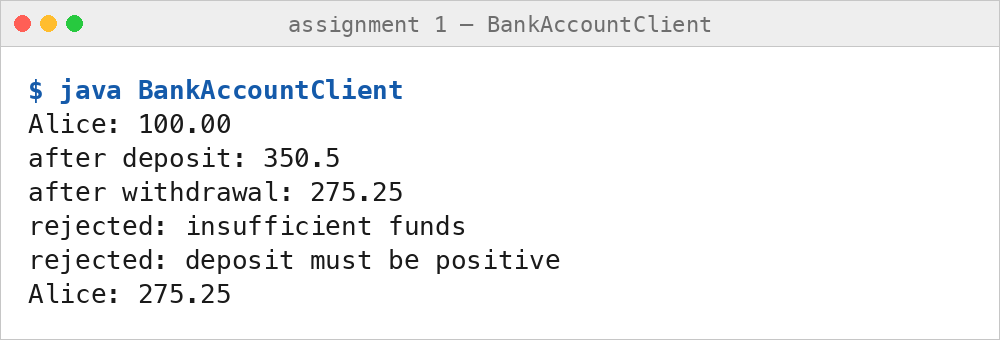 assignment 1 — BankAccountClient
$ java BankAccountClient
Alice: 100.00
after deposit: 350.5
after withdrawal: 275.25
rejected: insufficient funds
rejected: deposit must be positive
Alice: 275.25